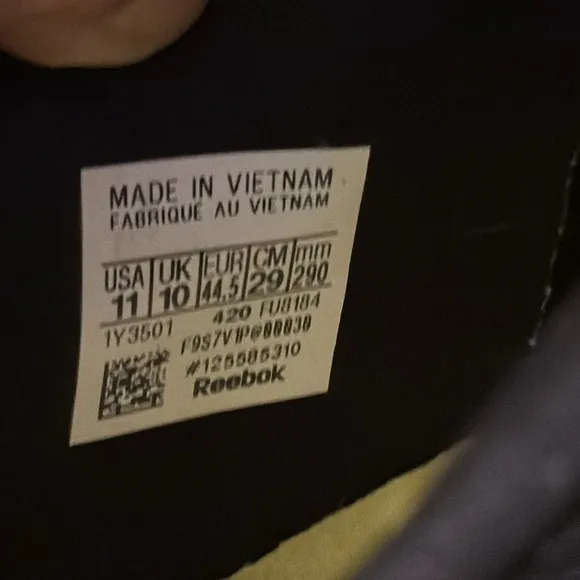 MADE IN VIETNAM
FABRIQUÉ AU VIETNAM
USA UK EUR CM mm
11 10 44,5 29 290
1Y3501 420 FU8184
F9S7V1P@00030
#125585310
Reebok